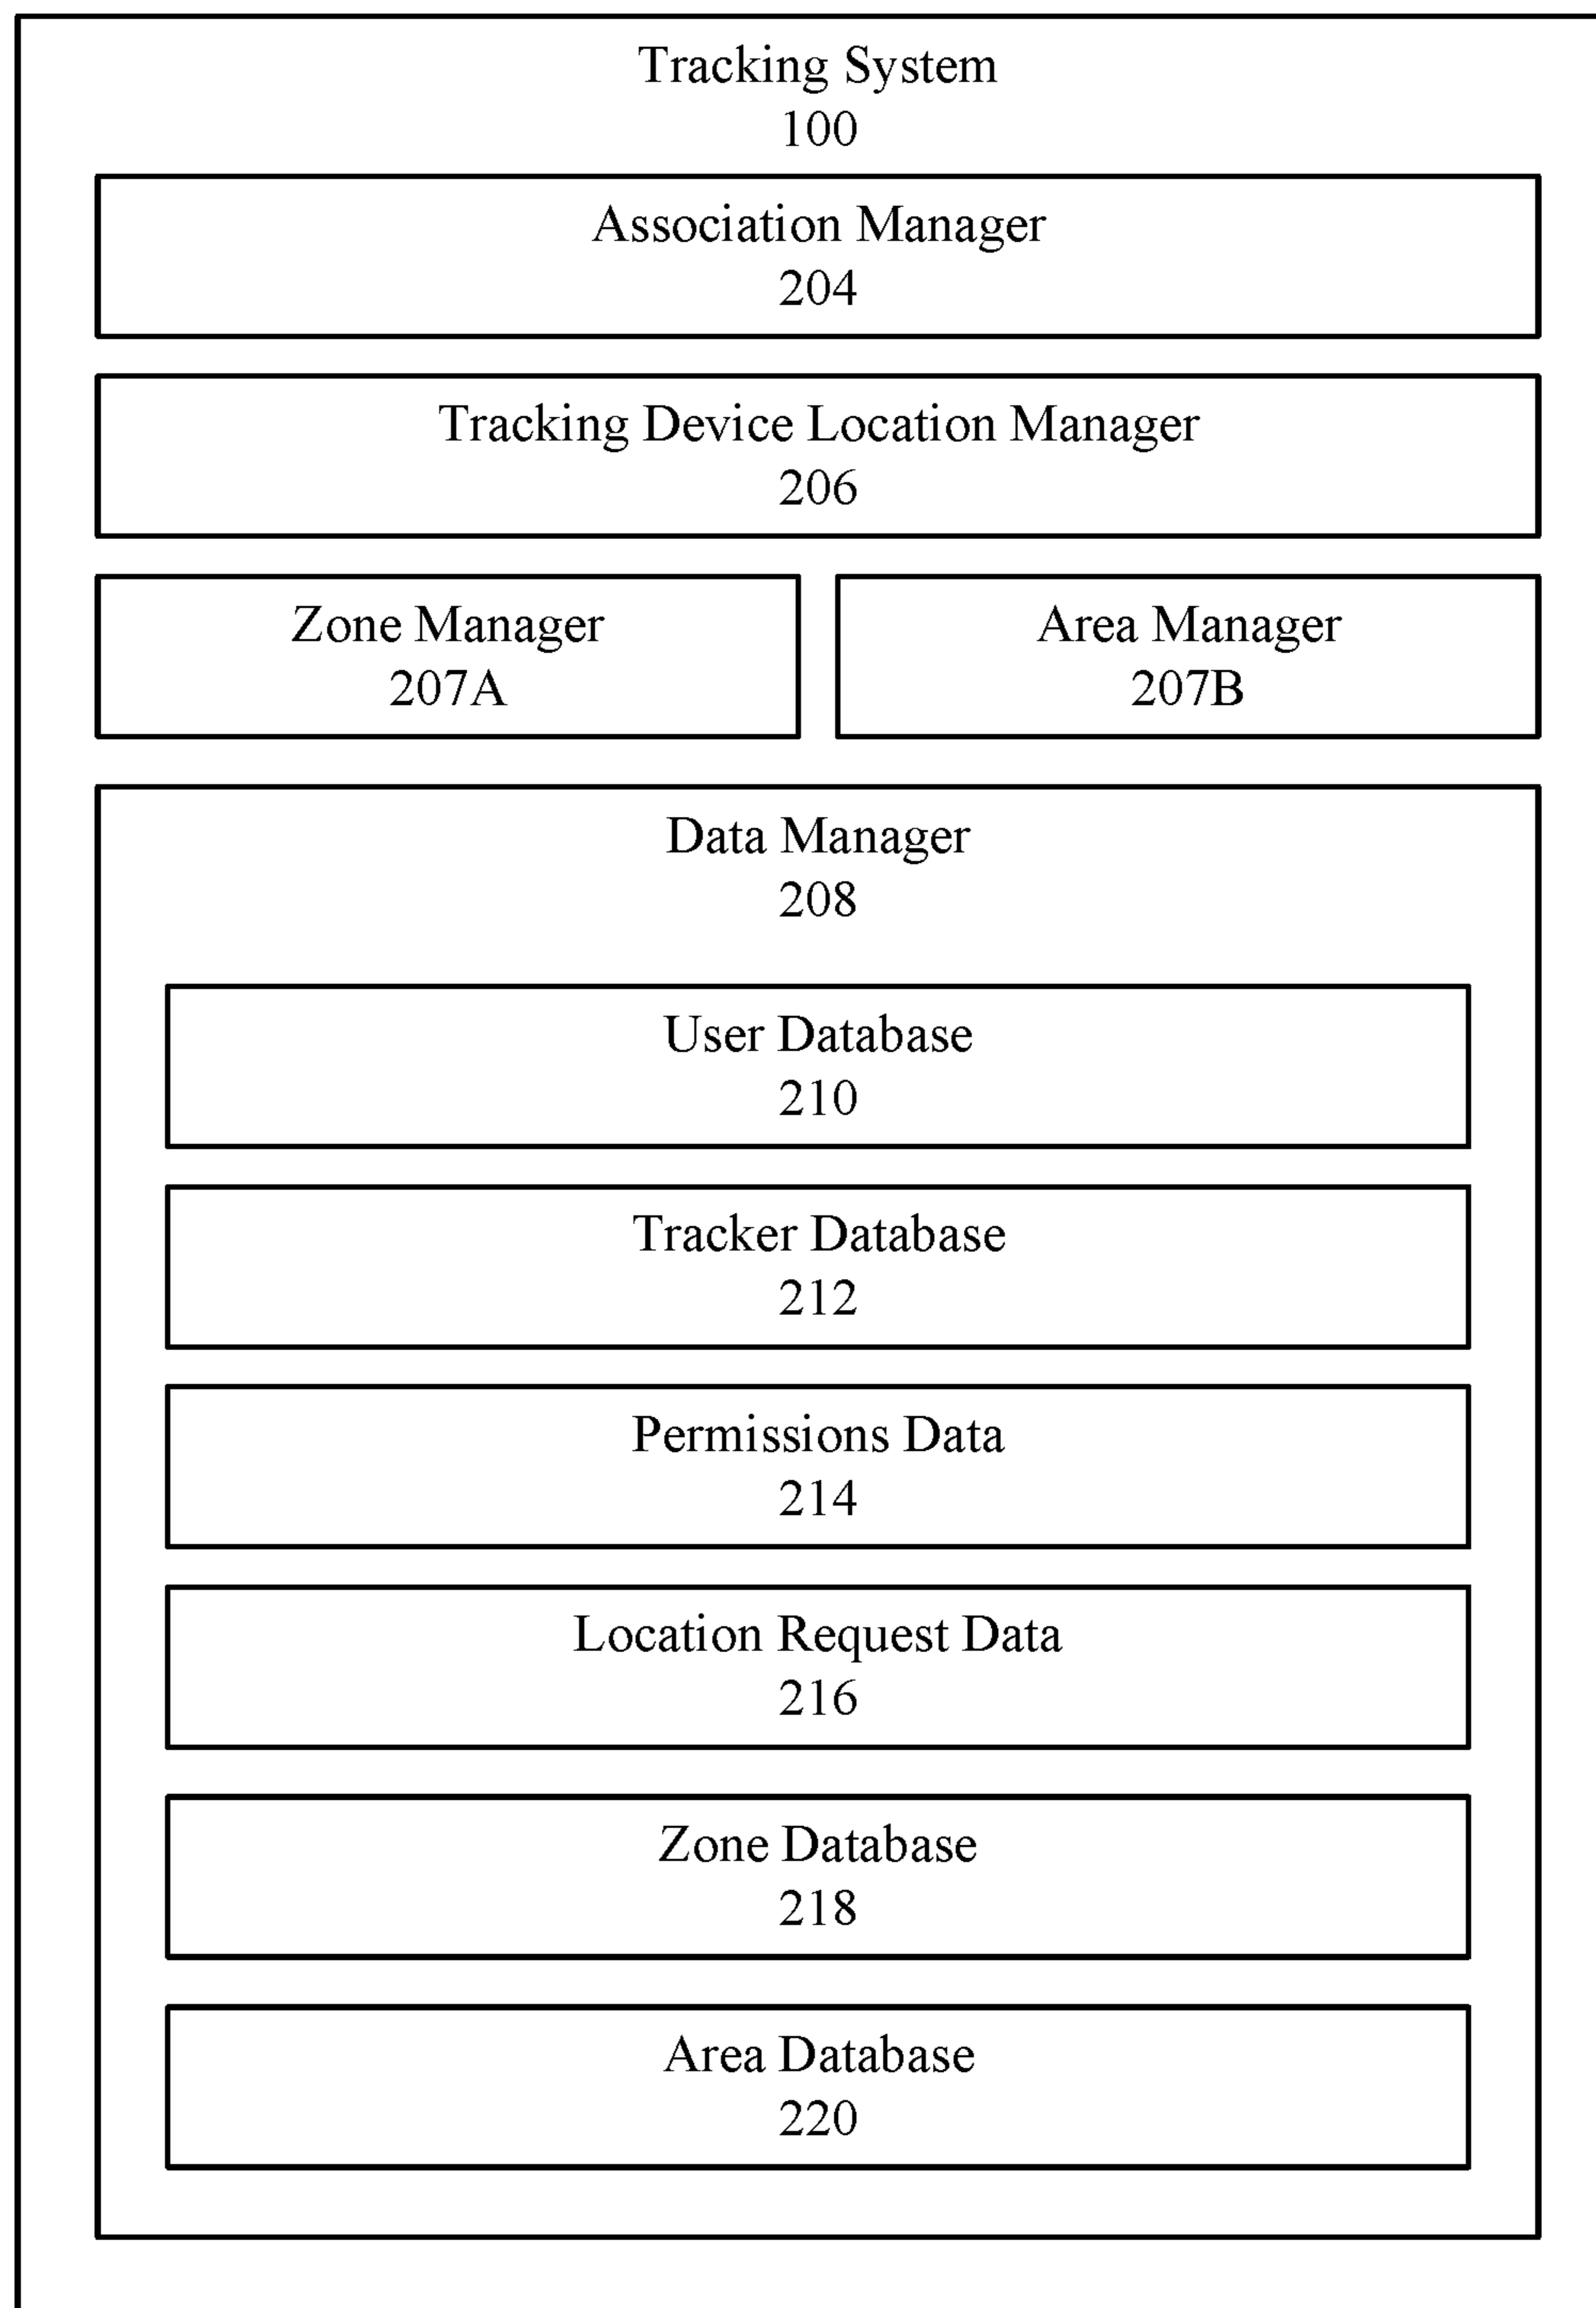 Tracking System
100
Association Manager
204
Tracking Device Location Manager
206
Zone Manager
207A
Area Manager
207B
Data Manager
208
User Database
210
Tracker Database
212
Permissions Data
214
Location Request Data
216
Zone Database
218
Area Database
220